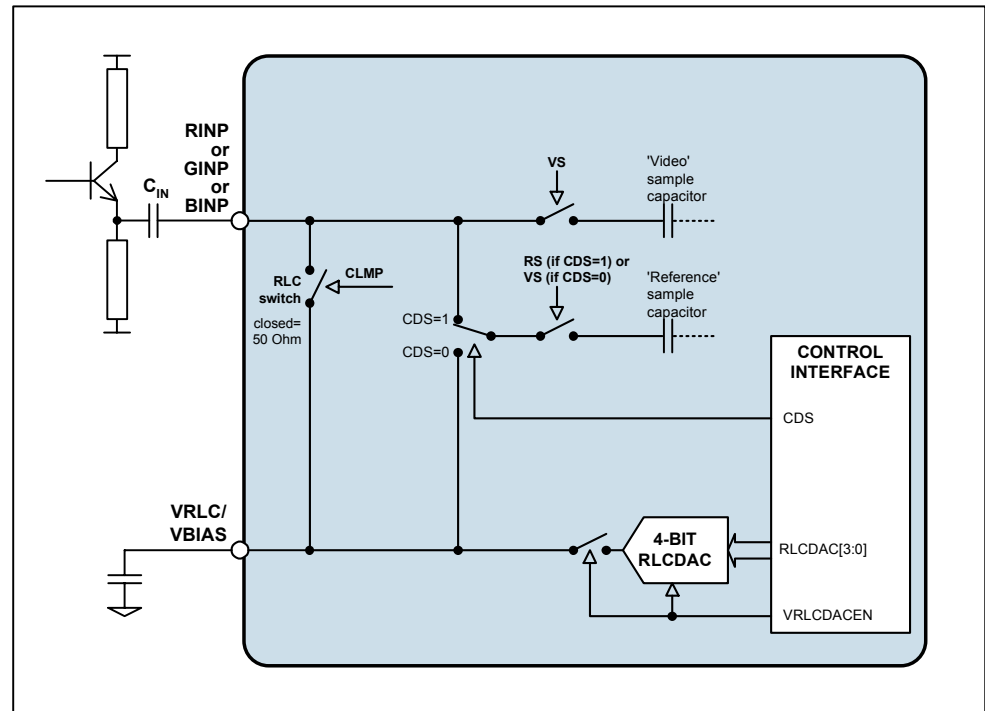 RINP
or
GINP
or
BINP
C_IN
VS
'Video'
sample
capacitor
RLC
switch
closed=
50 Ohm
CLMP
RS (if CDS=1) or
VS (if CDS=0)
'Reference'
sample
capacitor
CDS=1
CDS=0
CONTROL
INTERFACE
CDS
VRLC/
VBIAS
4-BIT
RLCDAC
RLCDAC[3:0]
VRLCDACEN